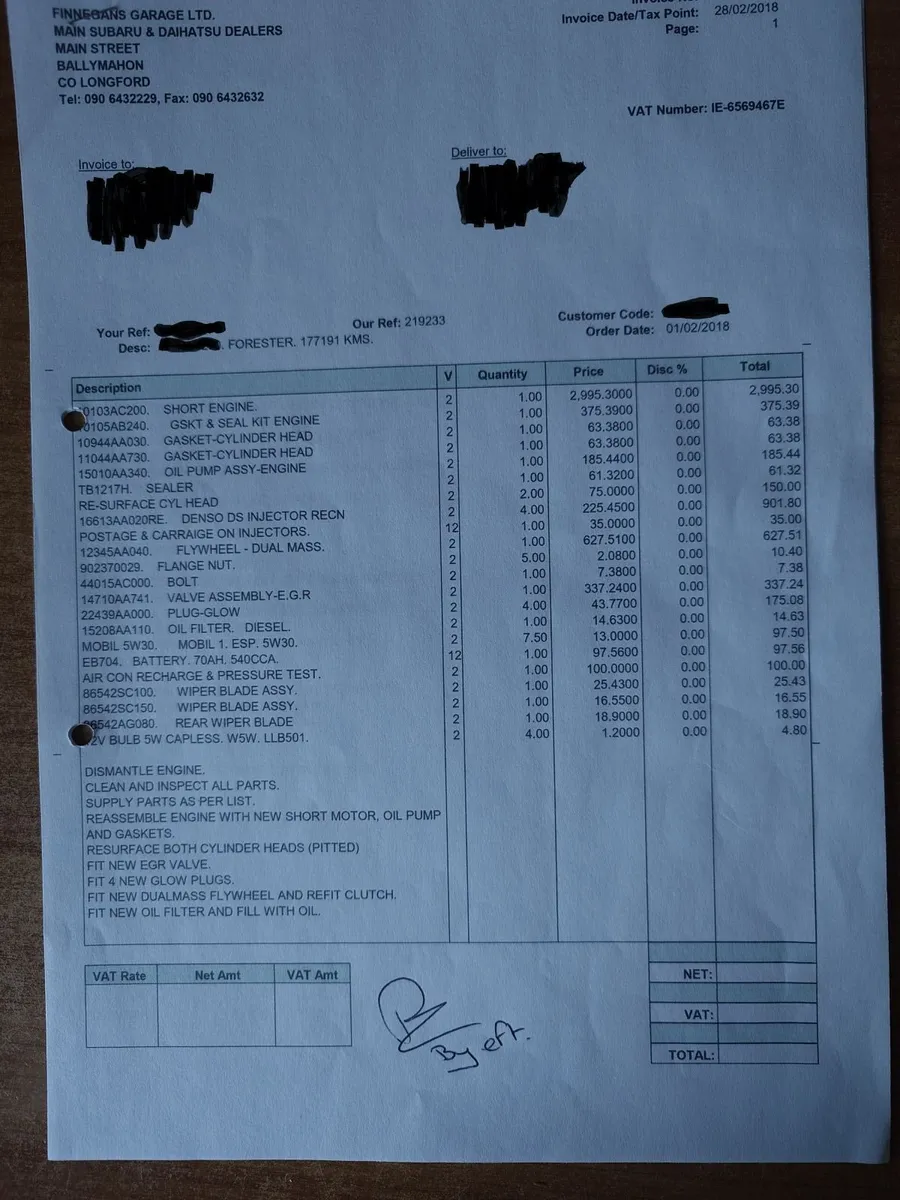 FINNEGANS GARAGE LTD.
MAIN SUBARU & DAIHATSU DEALERS
MAIN STREET
BALLYMAHON
CO LONGFORD
Tel: 090 6432229, Fax: 090 6432632
Invoice Date/Tax Point: 28/02/2018
Page: 1
VAT Number: IE-6569467E
Invoice to:
Deliver to:
Your Ref:
Our Ref: 219233
Customer Code:
Desc: . FORESTER. 177191 KMS.
Order Date: 01/02/2018
Description V Quantity Price Disc % Total
0103AC200. SHORT ENGINE. 2 1.00 2,995.3000 0.00 2,995.30
0105AB240. GSKT & SEAL KIT ENGINE 2 1.00 375.3900 0.00 375.39
10944AA030. GASKET-CYLINDER HEAD 2 1.00 63.3800 0.00 63.38
11044AA730. GASKET-CYLINDER HEAD 2 1.00 63.3800 0.00 63.38
15010AA340. OIL PUMP ASSY-ENGINE 2 1.00 185.4400 0.00 185.44
TB1217H. SEALER 2 1.00 61.3200 0.00 61.32
RE-SURFACE CYL HEAD 2 2.00 75.0000 0.00 150.00
16613AA020RE. DENSO DS INJECTOR RECN 2 4.00 225.4500 0.00 901.80
POSTAGE & CARRAIGE ON INJECTORS. 12 1.00 35.0000 0.00 35.00
12345AA040. FLYWHEEL - DUAL MASS. 2 1.00 627.5100 0.00 627.51
902370029. FLANGE NUT. 2 5.00 2.0800 0.00 10.40
44015AC000. BOLT 2 1.00 7.3800 0.00 7.38
14710AA741. VALVE ASSEMBLY-E.G.R 2 1.00 337.2400 0.00 337.24
22439AA000. PLUG-GLOW 2 4.00 43.7700 0.00 175.08
15208AA110. OIL FILTER. DIESEL. 2 1.00 14.6300 0.00 14.63
MOBIL 5W30. MOBIL 1. ESP. 5W30. 2 7.50 13.0000 0.00 97.50
EB704. BATTERY. 70AH. 540CCA. 12 1.00 97.5600 0.00 97.56
AIR CON RECHARGE & PRESSURE TEST. 2 1.00 100.0000 0.00 100.00
86542SC100. WIPER BLADE ASSY. 2 1.00 25.4300 0.00 25.43
86542SC150. WIPER BLADE ASSY. 2 1.00 16.5500 0.00 16.55
86542AG080. REAR WIPER BLADE 2 1.00 18.9000 0.00 18.90
2V BULB 5W CAPLESS. W5W. LLB501. 2 4.00 1.2000 0.00 4.80
DISMANTLE ENGINE.
CLEAN AND INSPECT ALL PARTS.
SUPPLY PARTS AS PER LIST.
REASSEMBLE ENGINE WITH NEW SHORT MOTOR, OIL PUMP
AND GASKETS.
RESURFACE BOTH CYLINDER HEADS (PITTED)
FIT NEW EGR VALVE.
FIT 4 NEW GLOW PLUGS.
FIT NEW DUALMASS FLYWHEEL AND REFIT CLUTCH.
FIT NEW OIL FILTER AND FILL WITH OIL.
VAT Rate Net Amt VAT Amt
NET:
VAT:
TOTAL:
By eft.